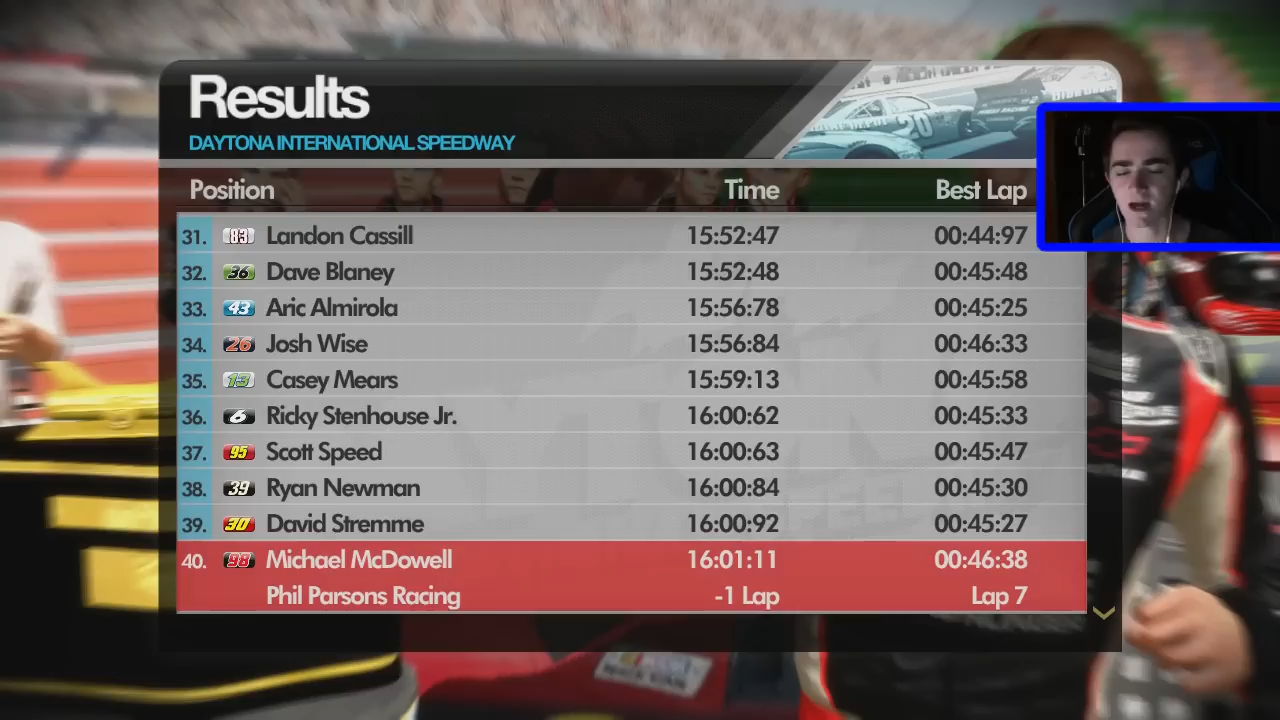 Results
DAYTONA INTERNATIONAL SPEEDWAY
Position Time Best Lap
31. 83 Landon Cassill 15:52:47 00:44:97
32. 36 Dave Blaney 15:52:48 00:45:48
33. 43 Aric Almirola 15:56:78 00:45:25
34. 26 Josh Wise 15:56:84 00:46:33
35. 13 Casey Mears 15:59:13 00:45:58
36. 6 Ricky Stenhouse Jr. 16:00:62 00:45:33
37. 95 Scott Speed 16:00:63 00:45:47
38. 39 Ryan Newman 16:00:84 00:45:30
39. 30 David Stremme 16:00:92 00:45:27
40. 98 Michael McDowell 16:01:11 00:46:38
Phil Parsons Racing -1 Lap Lap 7
20